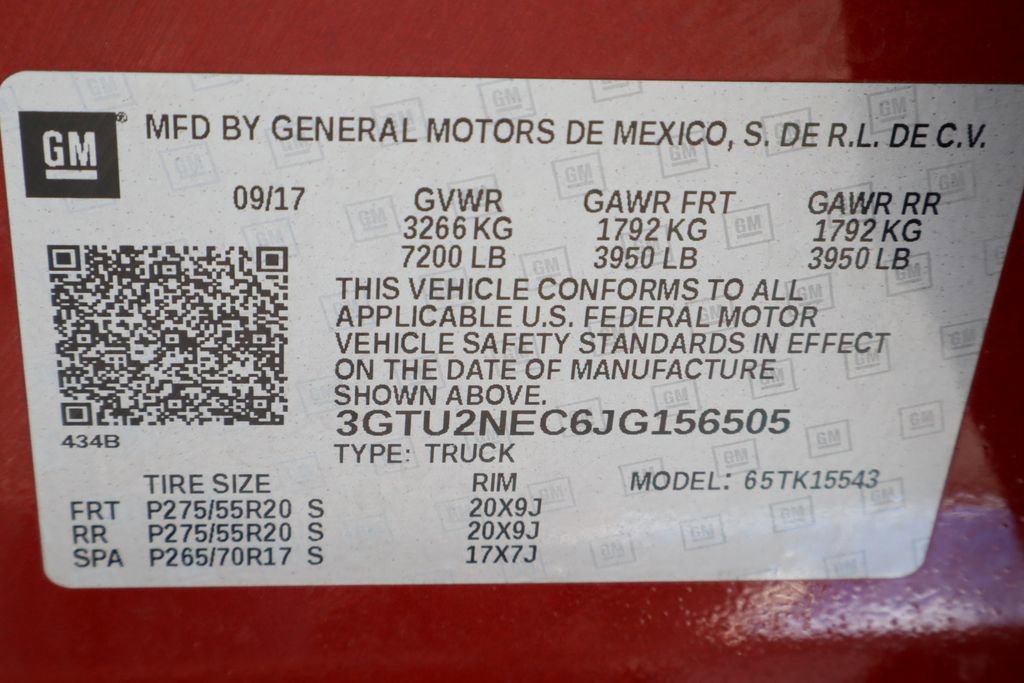 GM® MFD BY GENERAL MOTORS DE MEXICO, S. DE R.L. DE C.V.
09/17 GVWR GAWR FRT GAWR RR
3266 KG 1792 KG 1792 KG
7200 LB 3950 LB 3950 LB
THIS VEHICLE CONFORMS TO ALL
APPLICABLE U.S. FEDERAL MOTOR
VEHICLE SAFETY STANDARDS IN EFFECT
ON THE DATE OF MANUFACTURE
SHOWN ABOVE.
3GTU2NEC6JG156505
434B
TYPE: TRUCK
TIRE SIZE RIM MODEL: 65TK15543
FRT P275/55R20 S 20X9J
RR P275/55R20 S 20X9J
SPA P265/70R17 S 17X7J